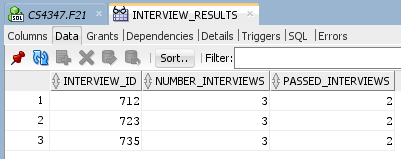 SQL CS4347.F21 INTERVIEW_RESULTS
Columns Data Grants Dependencies Details Triggers SQL Errors
Sort.. Filter:
INTERVIEW_ID NUMBER_INTERVIEWS PASSED_INTERVIEWS
1 712 3 2
2 723 3 2
3 735 3 2